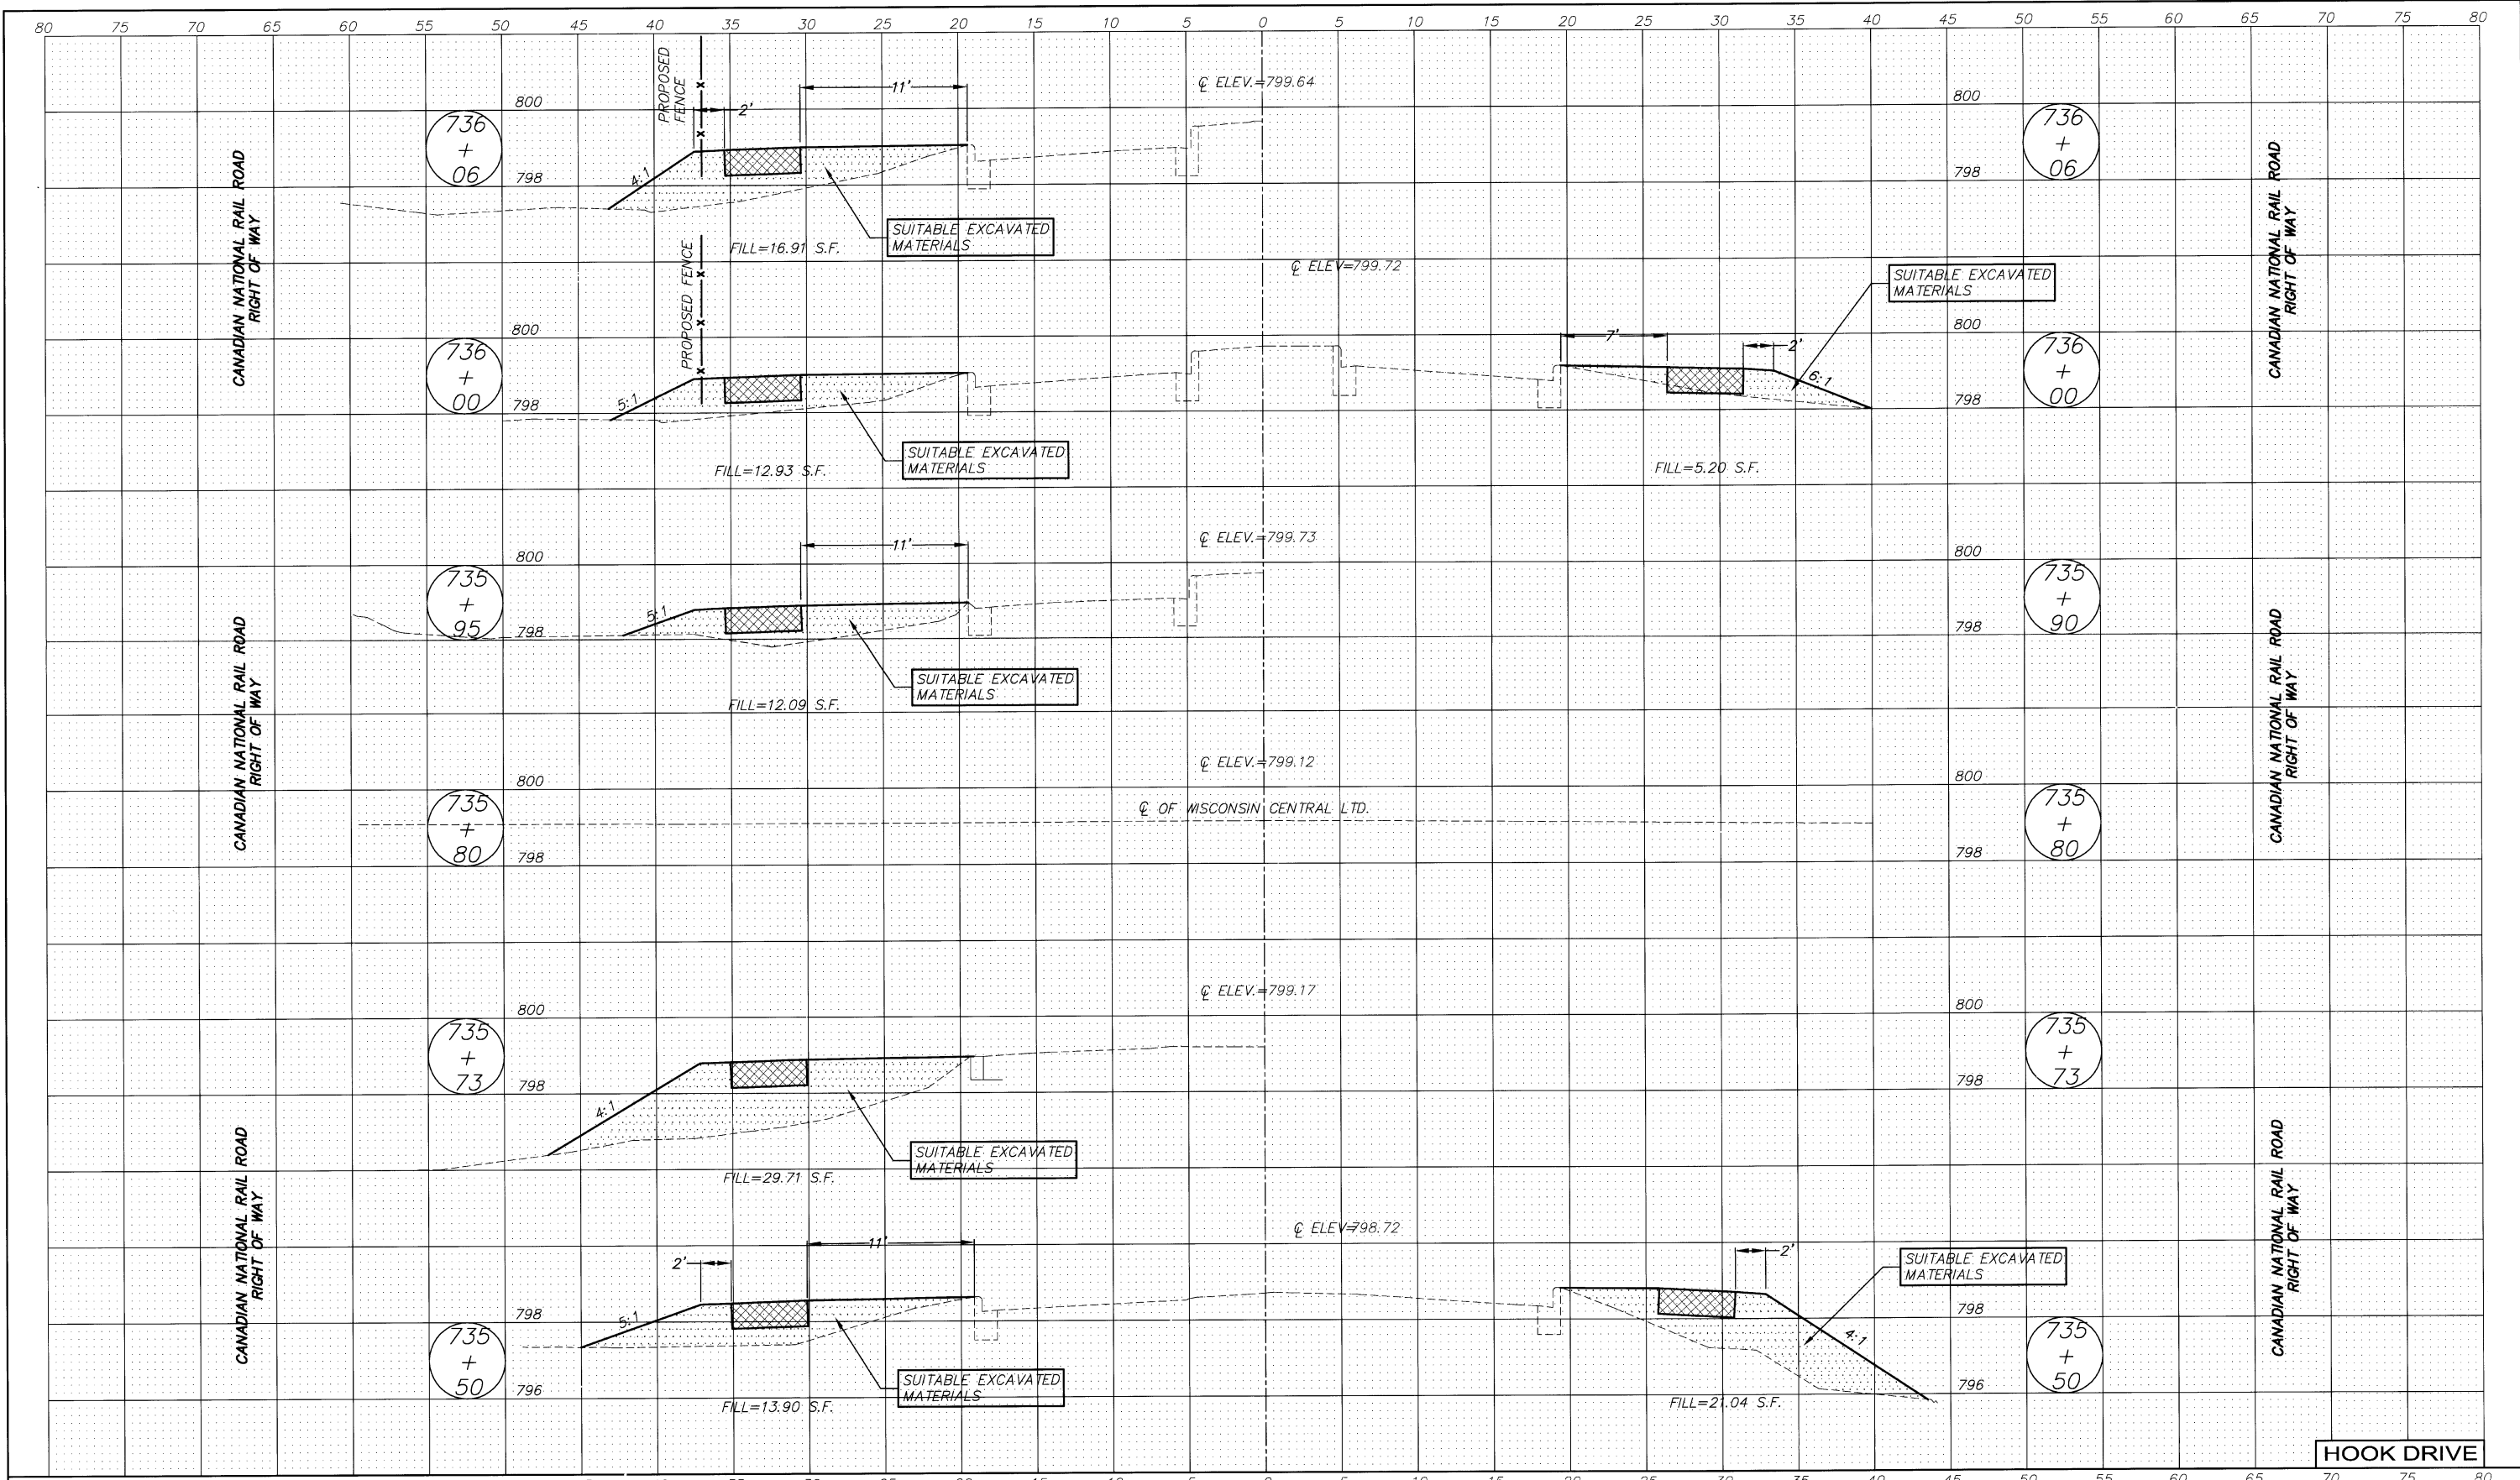 80 75 70 65 60 55 50 45 40 35 30 25 20 15 10 5 0 5 10 15 20 25 30 35 40 45 50 55 60 65 70 75 80
PROPOSED
FENCE
2'
11'
℄ ELEV.=799.64
800
800
736
+
06
736
+
06
798
798
4:1
CANADIAN NATIONAL RAIL ROAD
RIGHT OF WAY
CANADIAN NATIONAL RAIL ROAD
RIGHT OF WAY
SUITABLE EXCAVATED
MATERIALS
FILL=16.91 S.F.
PROPOSED FENCE
℄ ELEV=799.72
SUITABLE EXCAVATED
MATERIALS
800
800
7'
2'
736
+
00
736
+
00
798
798
5:1
6:1
SUITABLE EXCAVATED
MATERIALS
FILL=12.93 S.F.
FILL=5.20 S.F.
℄ ELEV.=799.73
11'
800
800
735
+
95
735
+
90
798
798
5:1
CANADIAN NATIONAL RAIL ROAD
RIGHT OF WAY
CANADIAN NATIONAL RAIL ROAD
RIGHT OF WAY
SUITABLE EXCAVATED
MATERIALS
FILL=12.09 S.F.
℄ ELEV.=799.12
800
800
℄ OF WISCONSIN CENTRAL LTD.
735
+
80
735
+
80
798
798
℄ ELEV.=799.17
800
800
735
+
73
735
+
73
798
798
4:1
CANADIAN NATIONAL RAIL ROAD
RIGHT OF WAY
CANADIAN NATIONAL RAIL ROAD
RIGHT OF WAY
SUITABLE EXCAVATED
MATERIALS
FILL=29.71 S.F.
℄ ELEV=798.72
2'
11'
2'
SUITABLE EXCAVATED
MATERIALS
798
798
5:1
4:1
735
+
50
735
+
50
796
796
SUITABLE EXCAVATED
MATERIALS
FILL=13.90 S.F.
FILL=21.04 S.F.
HOOK DRIVE